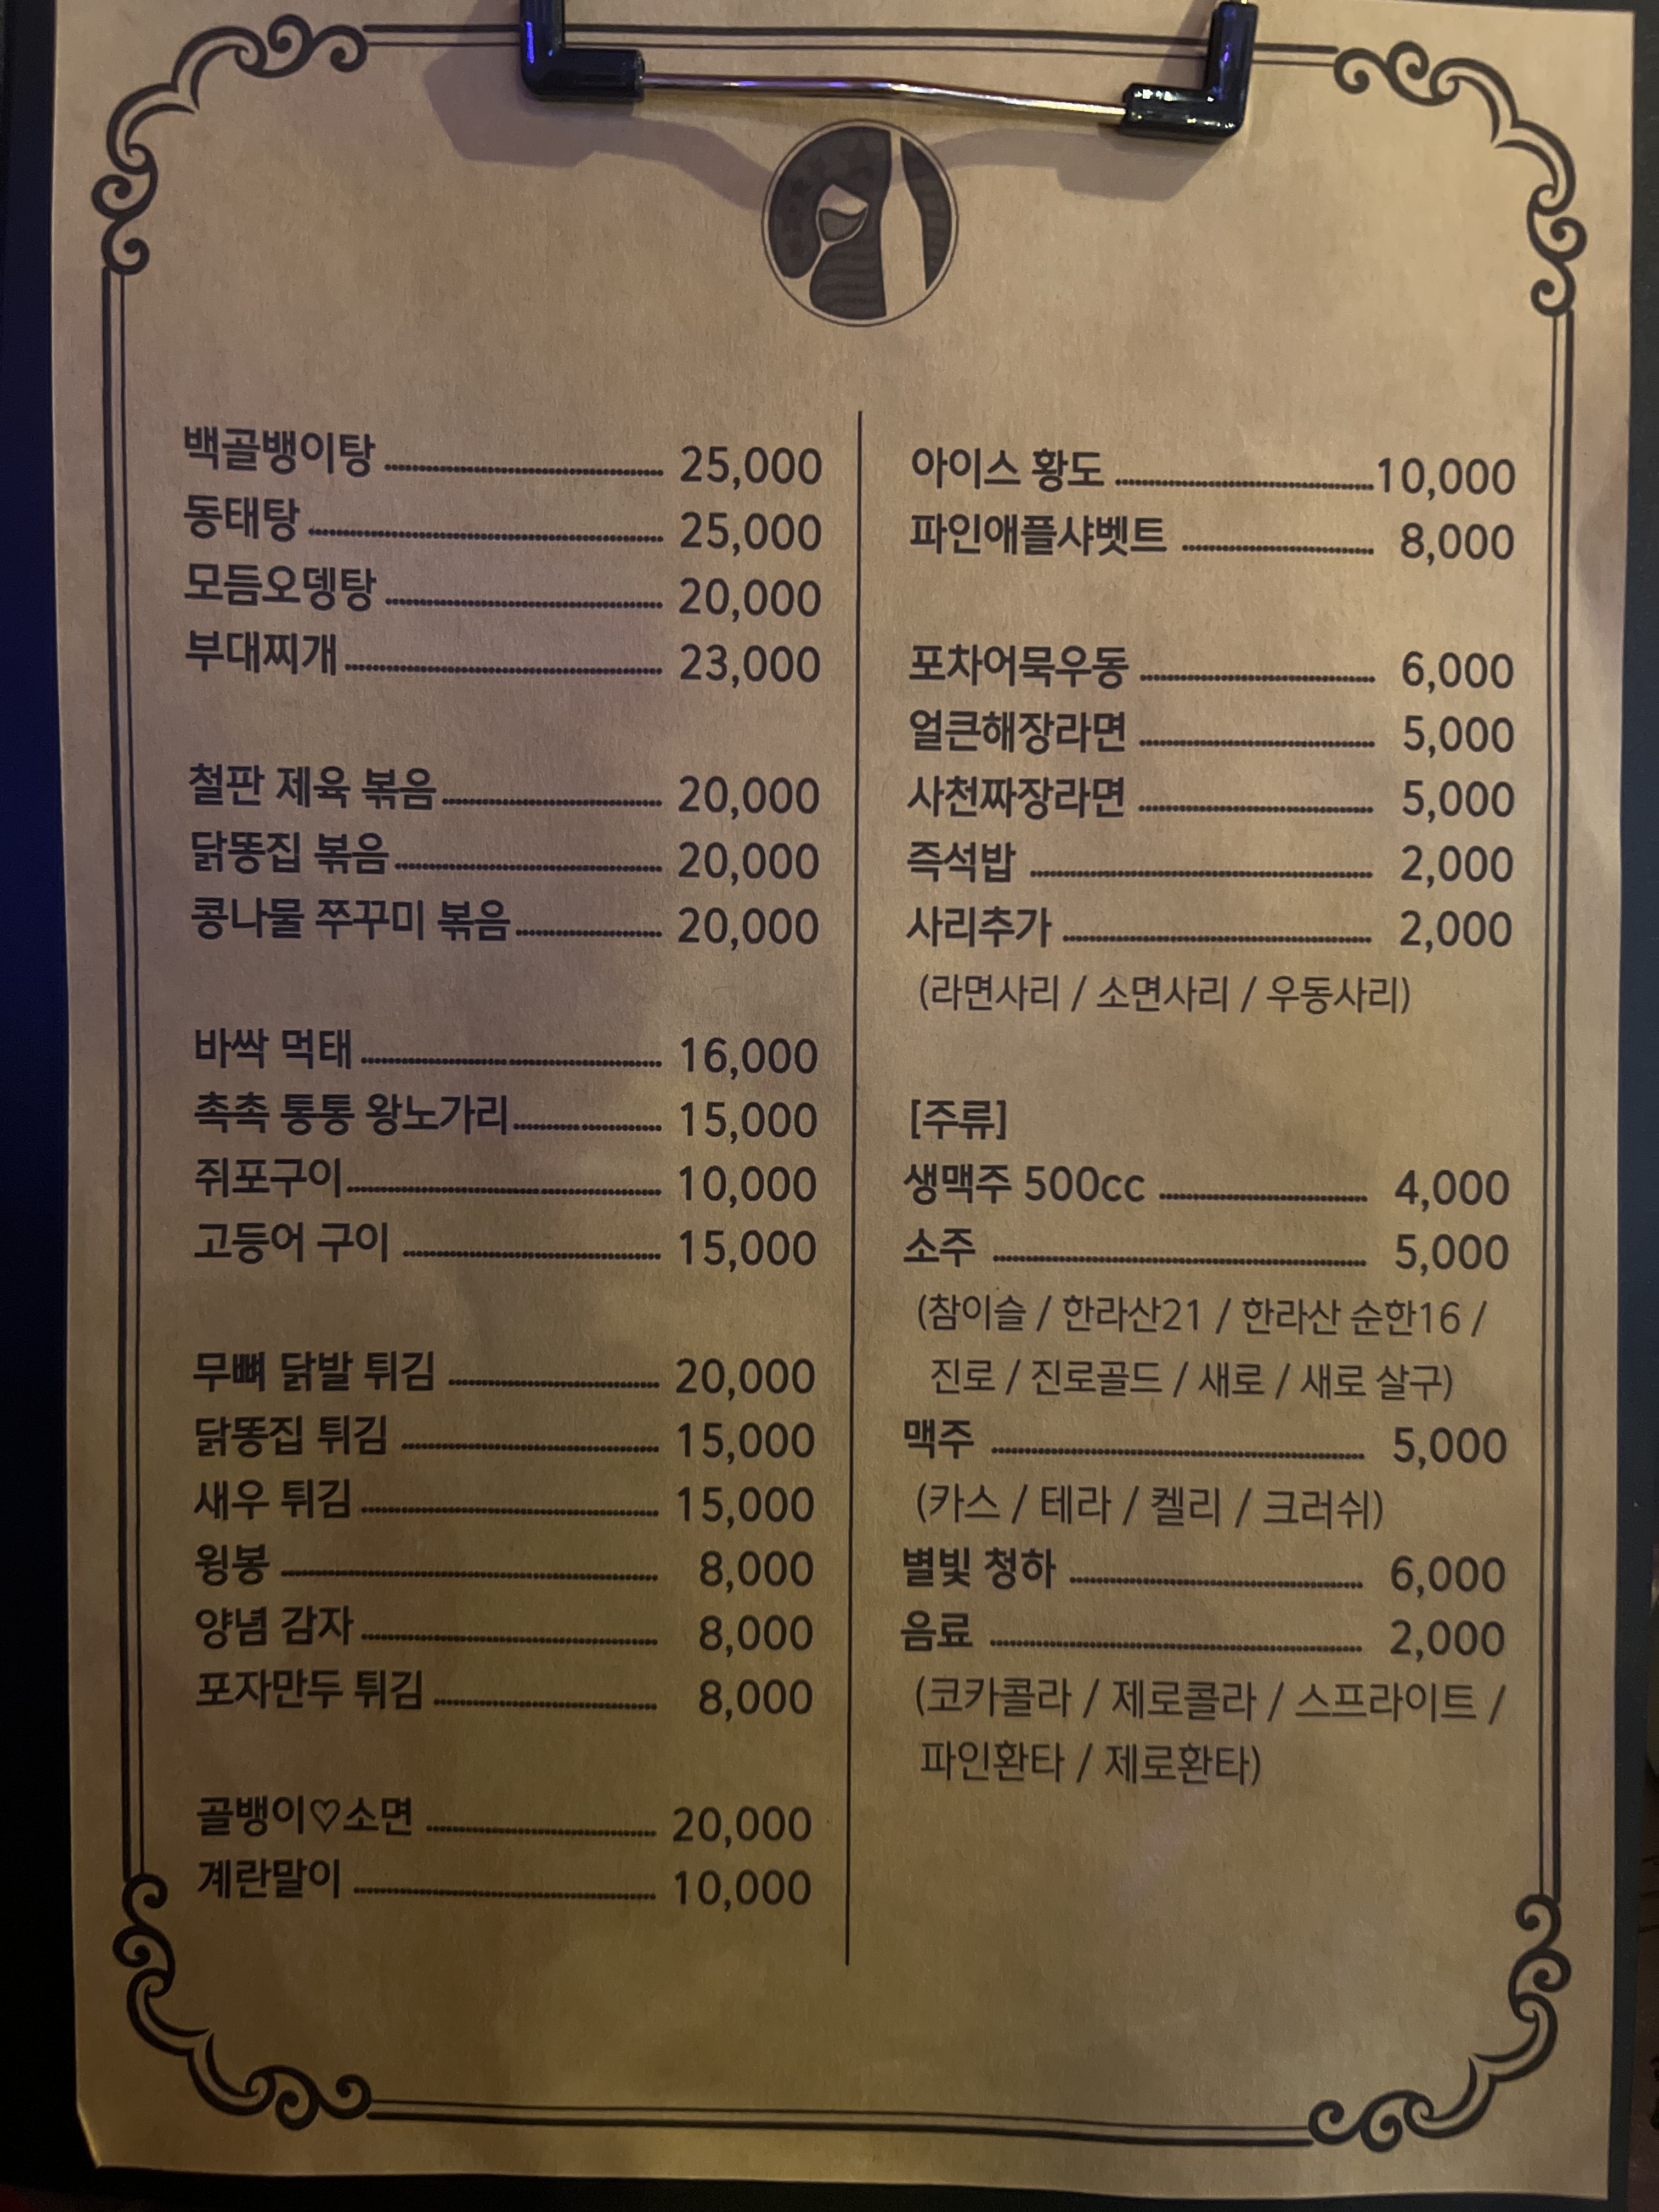 백골뱅이탕 25,000
동태탕 25,000
모듬오뎅탕 20,000
부대찌개 23,000
철판 제육 볶음 20,000
닭똥집 볶음 20,000
콩나물 쭈꾸미 볶음 20,000
바싹 먹태 16,000
촉촉 통통 왕노가리 15,000
쥐포구이 10,000
고등어 구이 15,000
무뼈 닭발 튀김 20,000
닭똥집 튀김 15,000
새우 튀김 15,000
윙봉 8,000
양념 감자 8,000
포자만두 튀김 8,000
골뱅이♡소면 20,000
계란말이 10,000
아이스 황도 10,000
파인애플샤벳트 8,000
포차어묵우동 6,000
얼큰해장라면 5,000
사천짜장라면 5,000
즉석밥 2,000
사리추가 2,000
(라면사리 / 소면사리 / 우동사리)
[주류]
생맥주 500cc 4,000
소주 5,000
(참이슬 / 한라산21 / 한라산 순한16 /
진로 / 진로골드 / 새로 / 새로 살구)
맥주 5,000
(카스 / 테라 / 켈리 / 크러쉬)
별빛 청하 6,000
음료 2,000
(코카콜라 / 제로콜라 / 스프라이트 /
파인환타 / 제로환타)